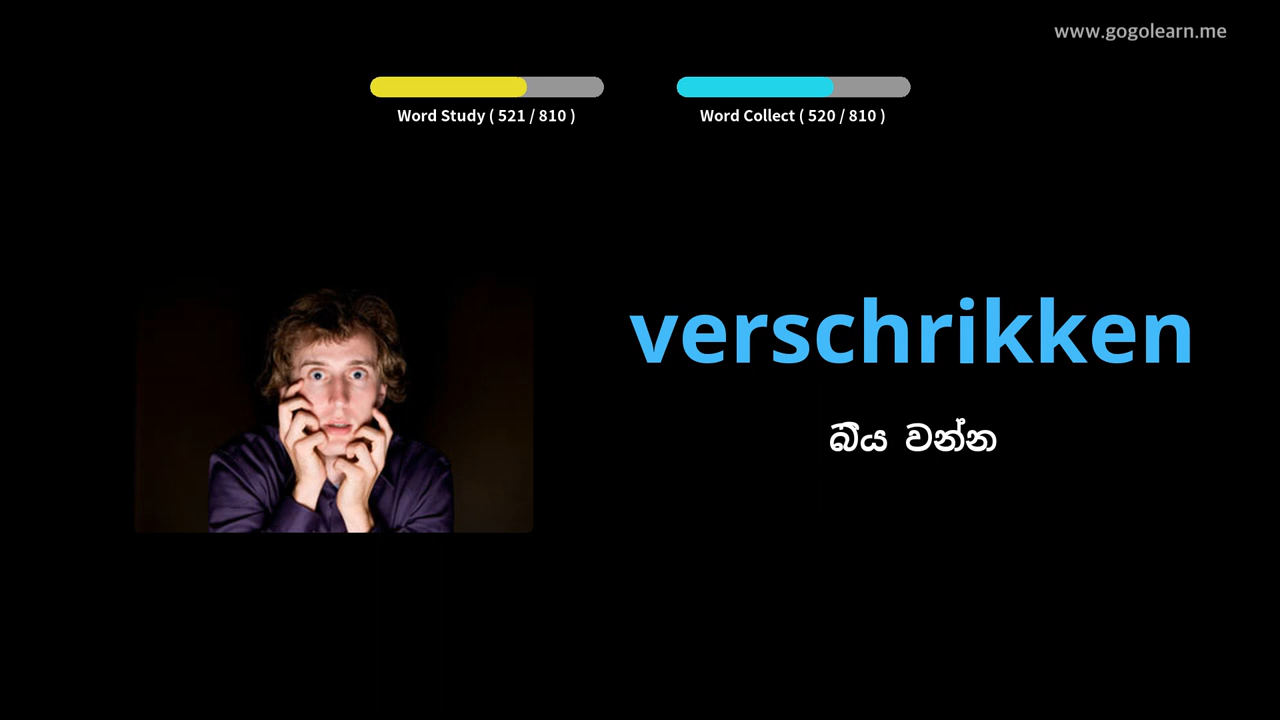 www.gogolearn.me
Word Study ( 521 / 810 )
Word Collect ( 520 / 810 )
verschrikken
බිය වන්න